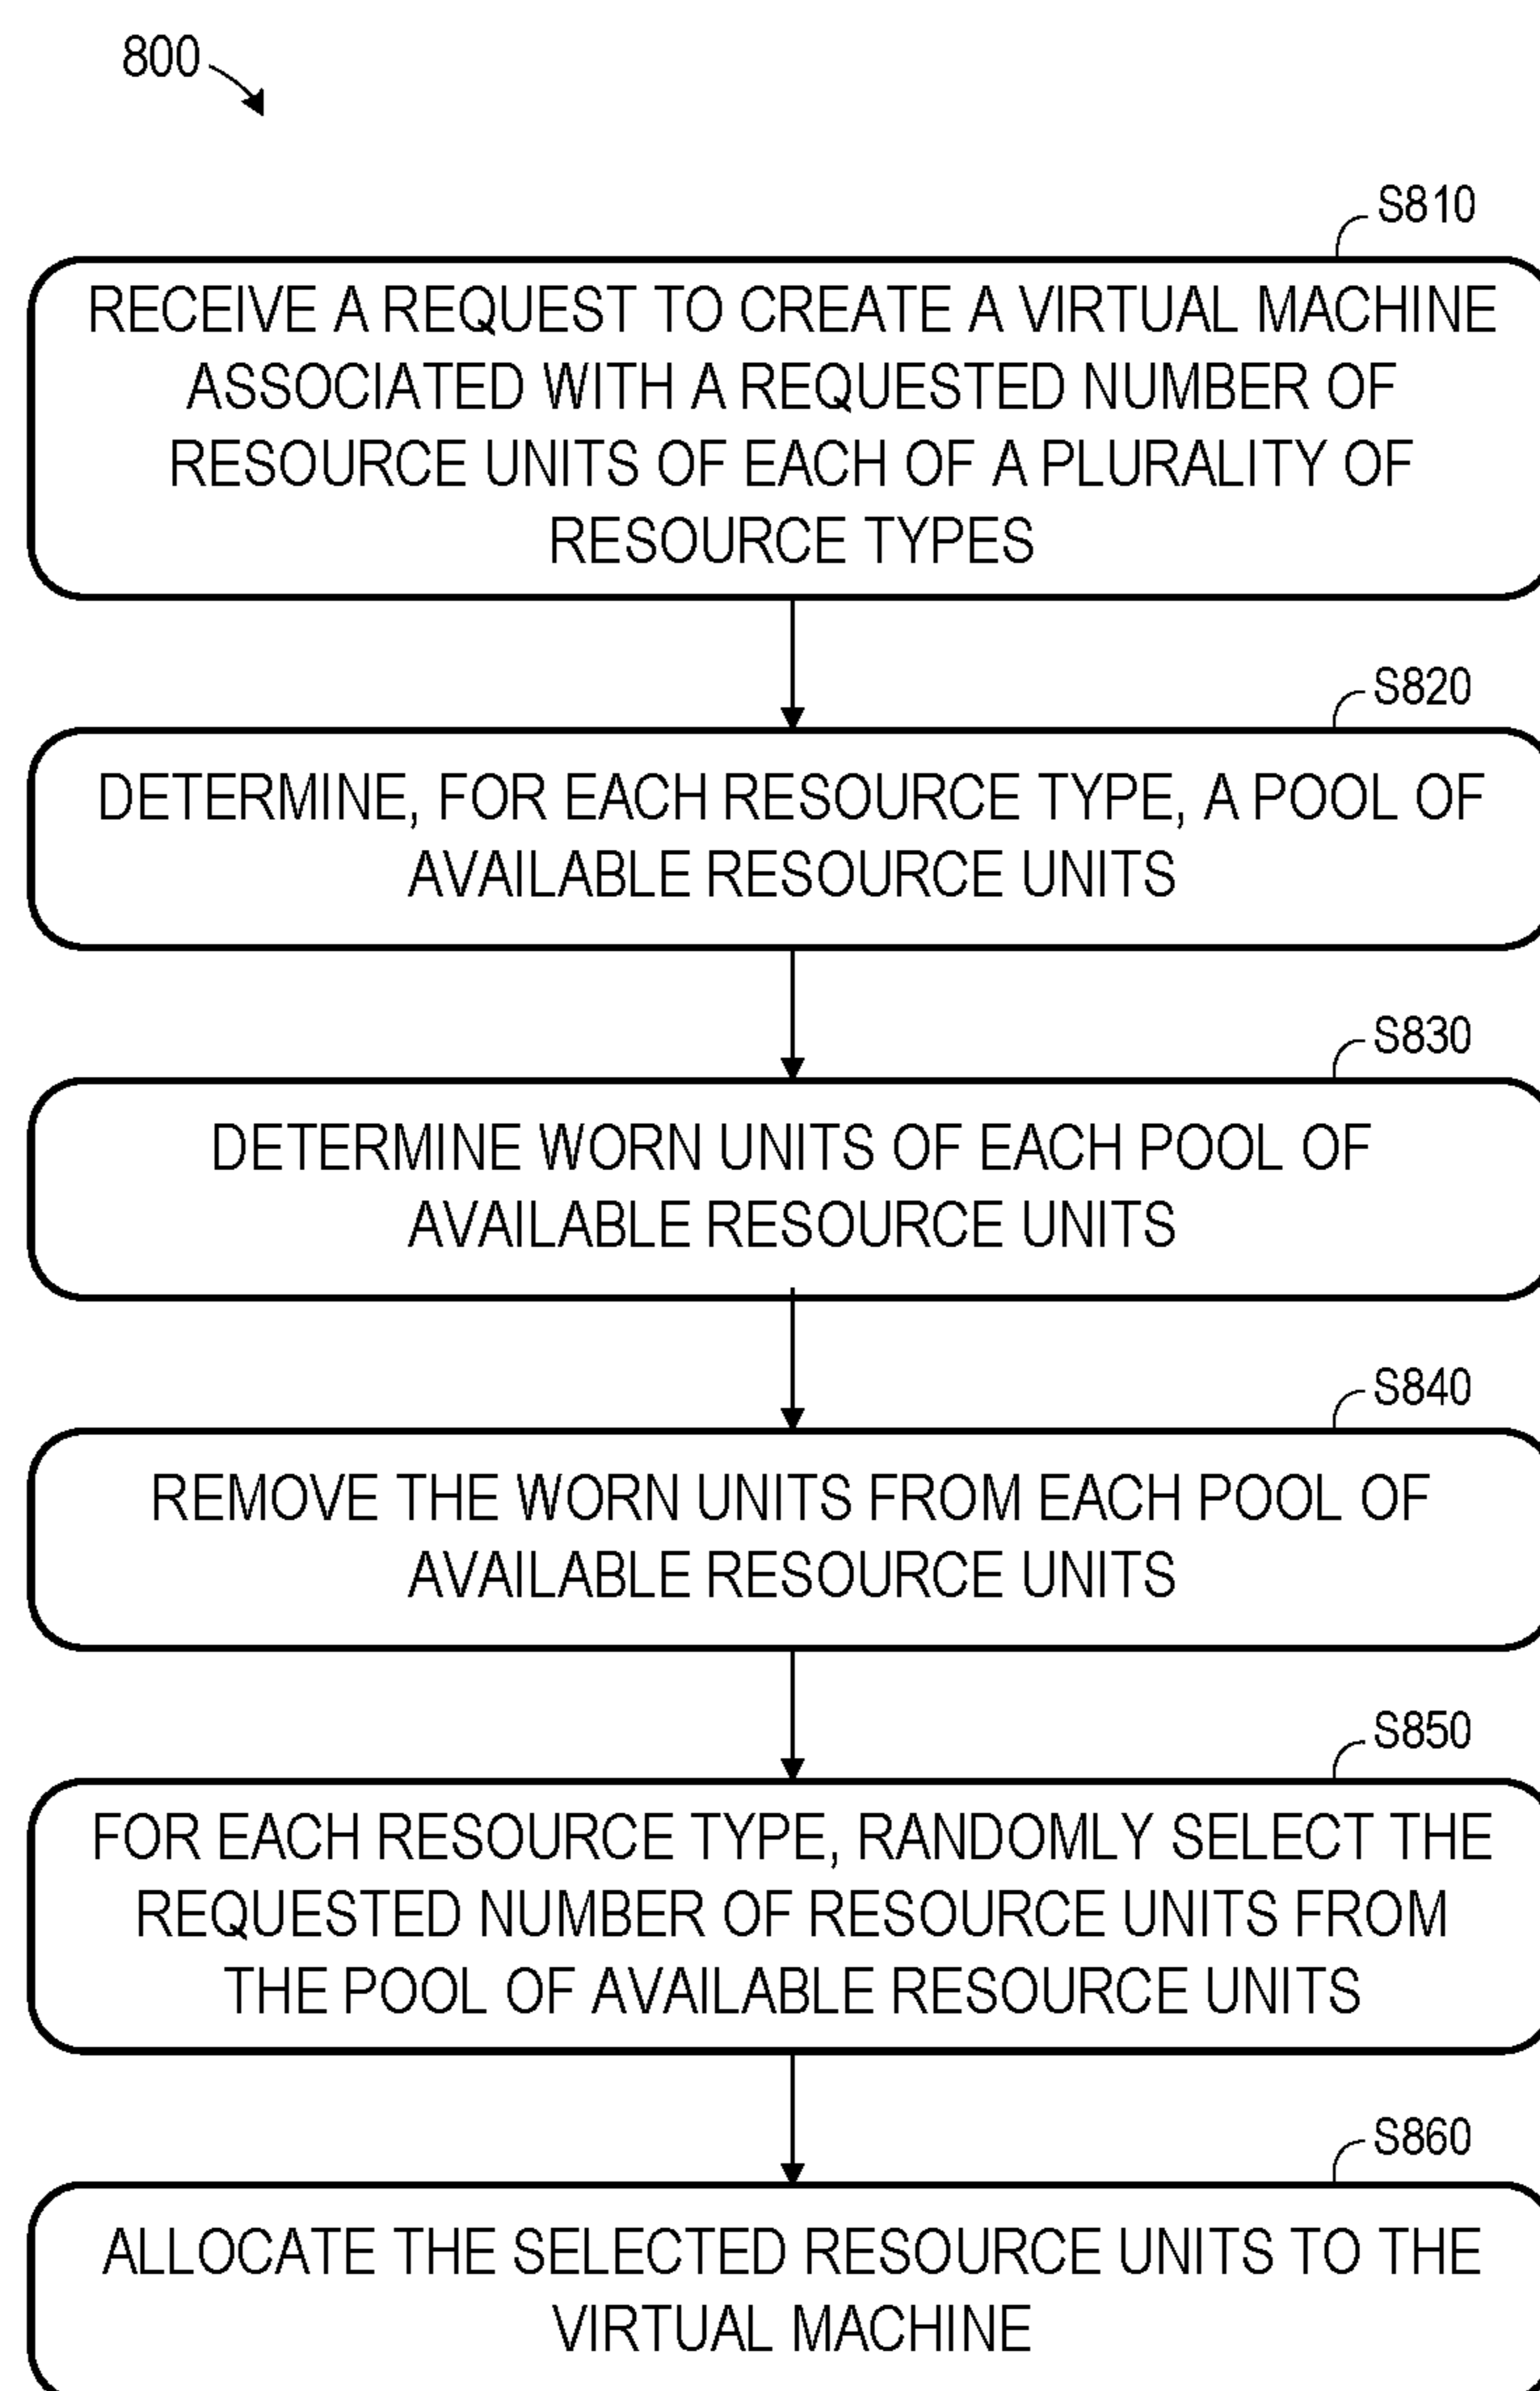 800
S810
RECEIVE A REQUEST TO CREATE A VIRTUAL MACHINE
ASSOCIATED WITH A REQUESTED NUMBER OF
RESOURCE UNITS OF EACH OF A PLURALITY OF
RESOURCE TYPES
S820
DETERMINE, FOR EACH RESOURCE TYPE, A POOL OF
AVAILABLE RESOURCE UNITS
S830
DETERMINE WORN UNITS OF EACH POOL OF
AVAILABLE RESOURCE UNITS
S840
REMOVE THE WORN UNITS FROM EACH POOL OF
AVAILABLE RESOURCE UNITS
S850
FOR EACH RESOURCE TYPE, RANDOMLY SELECT THE
REQUESTED NUMBER OF RESOURCE UNITS FROM
THE POOL OF AVAILABLE RESOURCE UNITS
S860
ALLOCATE THE SELECTED RESOURCE UNITS TO THE
VIRTUAL MACHINE